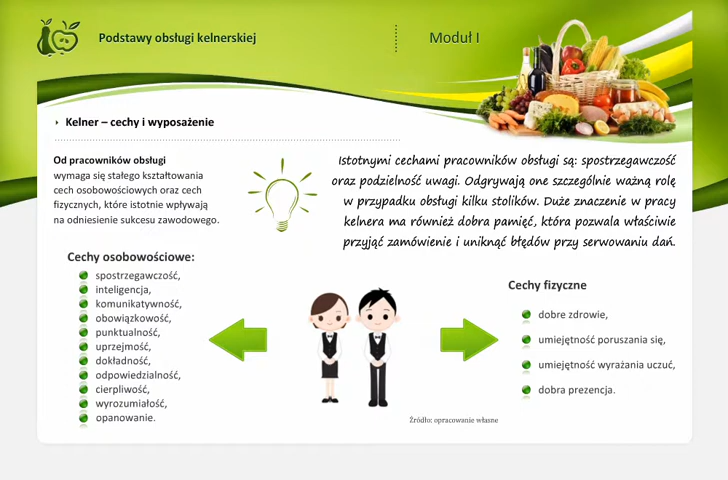 Podstawy obsługi kelnerskiej
Moduł I
Kelner – cechy i wyposażenie
Od pracowników obsługi
wymaga się stałego kształtowania
cech osobowościowych oraz cech
fizycznych, które istotnie wpływają
na odniesienie sukcesu zawodowego.
Istotnymi cechami pracowników obsługi są: spostrzegawczość
oraz podzielność uwagi. Odgrywają one szczególnie ważną rolę
w przypadku obsługi kilku stolików. Duże znaczenie w pracy
kelnera ma również dobra pamięć, która pozwala właściwie
przyjąć zamówienie i uniknąć błędów przy serwowaniu dań.
Cechy osobowościowe:
spostrzegawczość,
inteligencja,
komunikatywność,
obowiązkowość,
punktualność,
uprzejmość,
dokładność,
odpowiedzialność,
cierpliwość,
wyrozumiałość,
opanowanie.
Cechy fizyczne
dobre zdrowie,
umiejętność poruszania się,
umiejętność wyrażania uczuć,
dobra prezencja.
Źródło: opracowanie własne